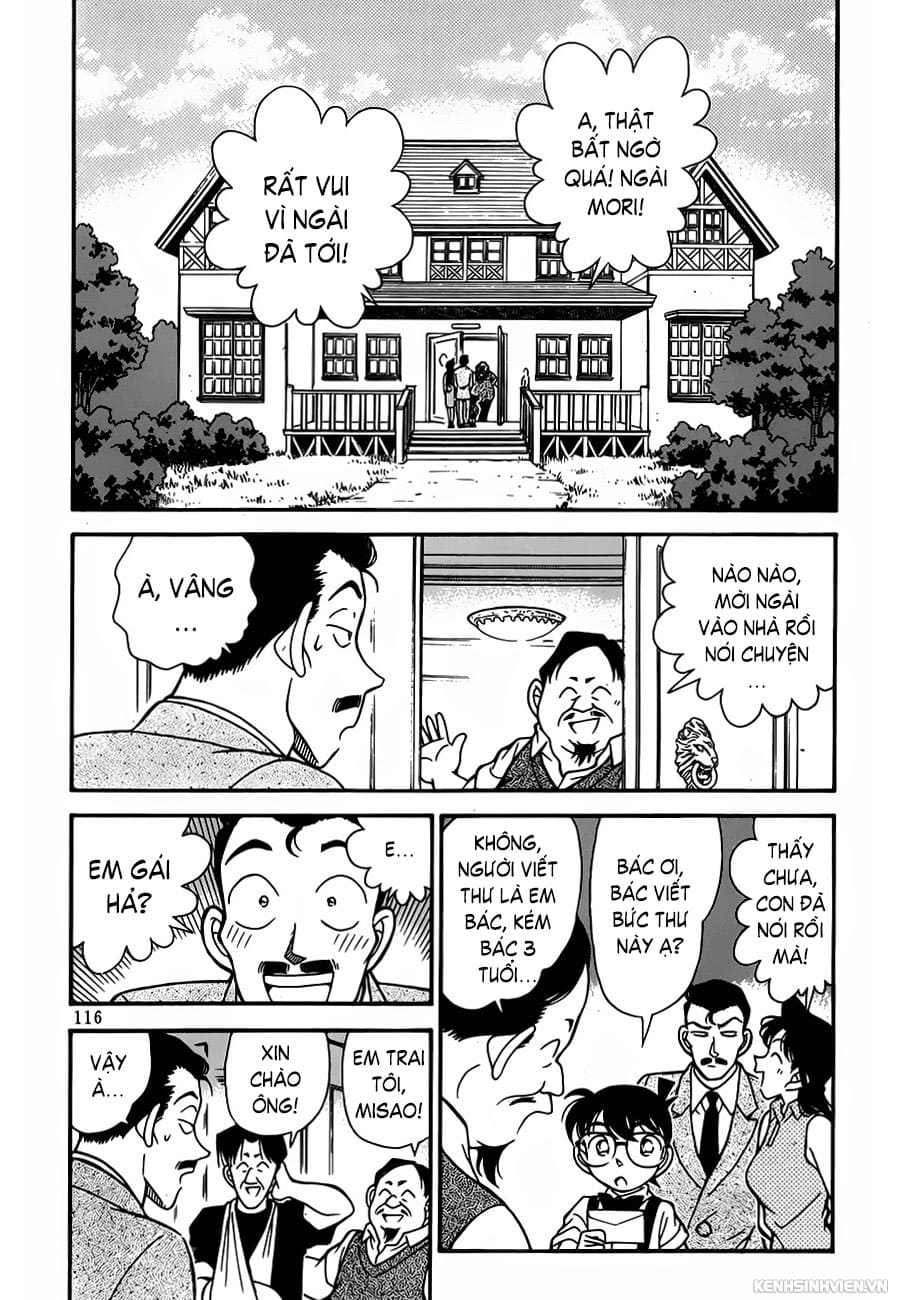 A, THẬT
BẤT NGỜ
QUÁ! NGÀI
MORI!
RẤT VUI
VÌ NGÀI
ĐÃ TỚI!
NÀO NÀO,
MỜI NGÀI
VÀO NHÀ RỒI
NÓI CHUYỆN
...
À, VÂNG
...
THẤY
CHƯA,
CON ĐÃ
NÓI RỒI
MÀ!
BÁC ƠI,
BÁC VIẾT
BỨC THƯ
NÀY Ạ?
KHÔNG,
NGƯỜI VIẾT
THƯ LÀ EM
BÁC, KÉM
BÁC 3
TUỔI...
E...
EM GÁI
HẢ?
116
EM TRAI
TÔI,
MISAO!
XIN
CHÀO
ÔNG!
VẬY
À...
KENHSINHVIEN.VN